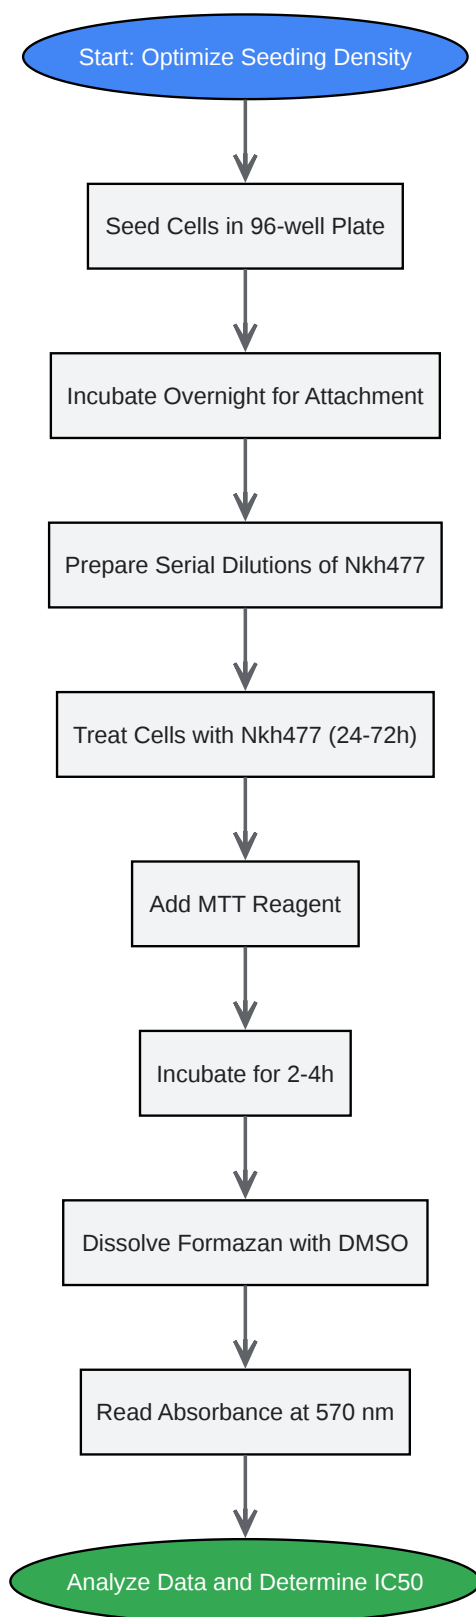 Start: Optimize Seeding Density
Seed Cells in 96-well Plate
Incubate Overnight for Attachment
Prepare Serial Dilutions of Nkh477
Treat Cells with Nkh477 (24-72h)
Add MTT Reagent
Incubate for 2-4h
Dissolve Formazan with DMSO
Read Absorbance at 570 nm
Analyze Data and Determine IC50